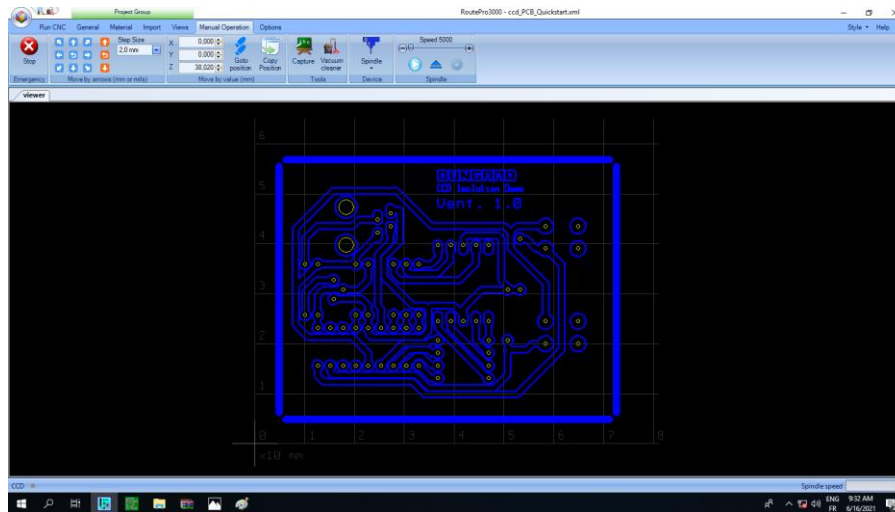 Project Group
RoutePro3000 - ccd_PCB_Quickstart.xml
Run CNC General Material Import Views Manual Operation Options
Style Help
Step Size
2,0 mm
X 0,000
Y 0,000
Z 38,020
Speed 5000
Stop
Goto position
Copy Position
Capture
Vacuum cleaner
Spindle
Emergency
Move by arrows (mm or mils)
Move by value (mm)
Tools
Device
Spindle
viewer
6
5
4
3
2
1
BUNGARD
CCD Isolation Demo
Vent. 1.0
0 1 2 3 4 5 6 7 8
x10 mm
CCD
Spindle speed
ENG 9:32 AM
FR 6/16/2021